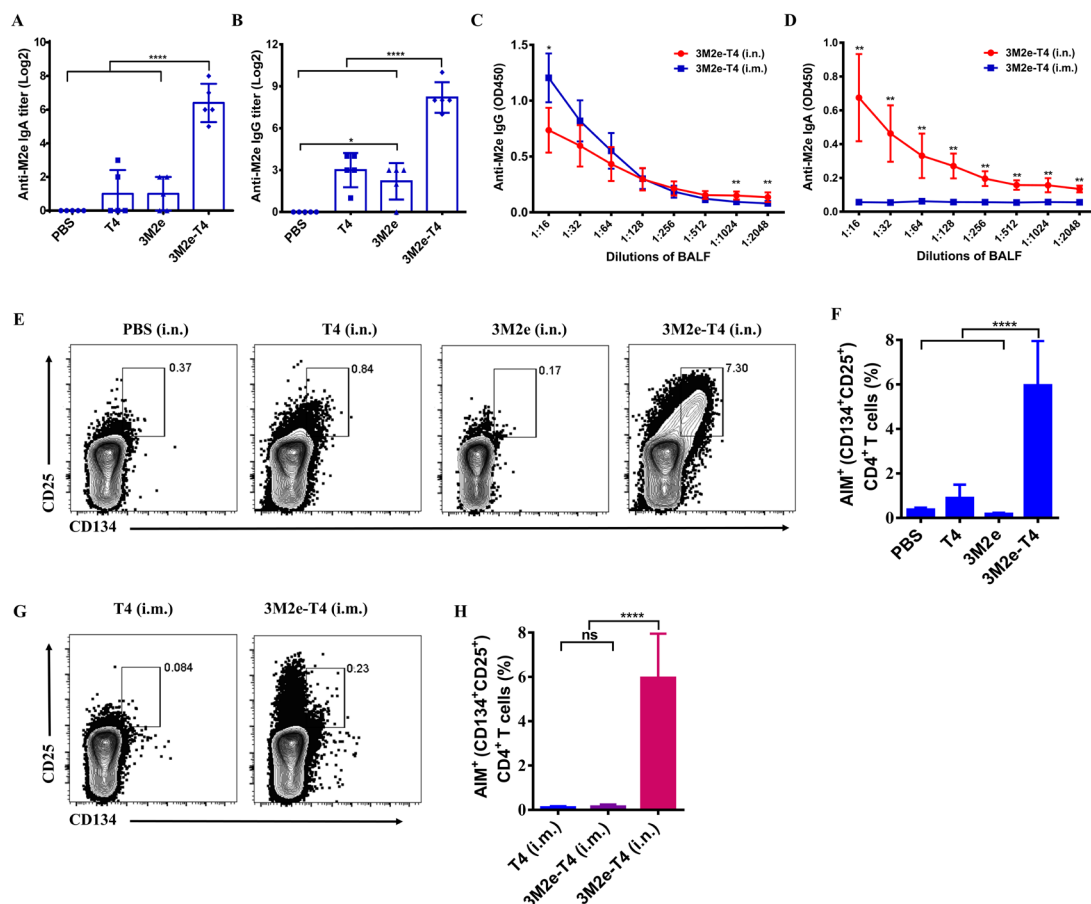 A
Anti-M2e IgA titer (Log2)
10
8
6
4
2
0
****
PBS
T4
3M2e
3M2e-T4
B
Anti-M2e IgG titer (Log2)
12
10
8
6
4
2
0
****
*
PBS
T4
3M2e
3M2e-T4
C
Anti-M2e IgG (OD450)
1.5
1.0
0.5
0.0
*
** **
3M2e-T4 (i.n.)
3M2e-T4 (i.m.)
1:16
1:32
1:64
1:128
1:256
1:512
1:1024
1:2048
Dilutions of BALF
D
Anti-M2e IgA (OD450)
1.0
0.8
0.6
0.4
0.2
0.0
** ** ** ** ** ** ** **
3M2e-T4 (i.n.)
3M2e-T4 (i.m.)
1:16
1:32
1:64
1:128
1:256
1:512
1:1024
1:2048
Dilutions of BALF
E
PBS (i.n.)
T4 (i.n.)
3M2e (i.n.)
3M2e-T4 (i.n.)
0.37
0.84
0.17
7.30
CD25
CD134
F
AIM⁺ (CD134⁺CD25⁺)
CD4⁺ T cells (%)
8
6
4
2
0
****
PBS
T4
3M2e
3M2e-T4
G
T4 (i.m.)
3M2e-T4 (i.m.)
0.084
0.23
CD25
CD134
H
AIM⁺ (CD134⁺CD25⁺)
CD4⁺ T cells (%)
8
6
4
2
0
****
ns
T4 (i.m.)
3M2e-T4 (i.m.)
3M2e-T4 (i.n.)